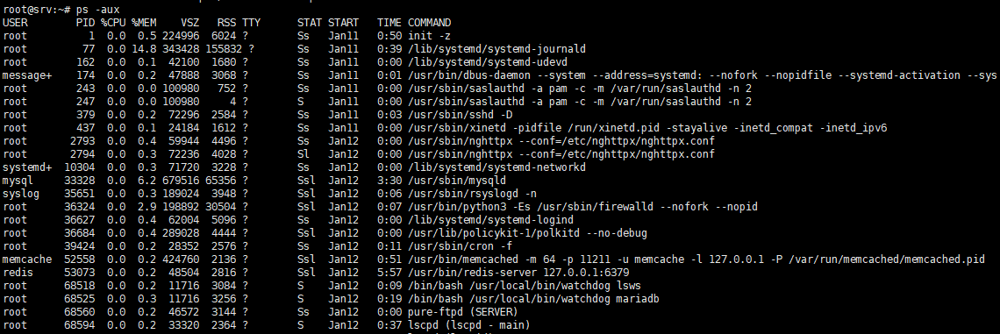 root@srv:~# ps -aux
USER PID %CPU %MEM VSZ RSS TTY STAT START TIME COMMAND
root 1 0.0 0.5 224996 6024 ? Ss Jan11 0:50 init -z
root 77 0.0 14.8 343428 155832 ? Ss Jan11 0:39 /lib/systemd/systemd-journald
root 162 0.0 0.1 42100 1680 ? Ss Jan11 0:00 /lib/systemd/systemd-udevd
message+ 174 0.0 0.2 47888 3068 ? Ss Jan11 0:01 /usr/bin/dbus-daemon --system --address=systemd: --nofork --nopidfile --systemd-activation --sys
root 243 0.0 0.0 100980 752 ? Ss Jan11 0:00 /usr/sbin/saslauthd -a pam -c -m /var/run/saslauthd -n 2
root 247 0.0 0.0 100980 4 ? S Jan11 0:00 /usr/sbin/saslauthd -a pam -c -m /var/run/saslauthd -n 2
root 379 0.0 0.2 72296 2584 ? Ss Jan11 0:03 /usr/sbin/sshd -D
root 437 0.0 0.1 24184 1612 ? Ss Jan11 0:00 /usr/sbin/xinetd -pidfile /run/xinetd.pid -stayalive -inetd_compat -inetd_ipv6
root 2793 0.0 0.4 59944 4496 ? Ss Jan12 0:00 /usr/sbin/nghttpx --conf=/etc/nghttpx/nghttpx.conf
root 2794 0.0 0.3 72236 4028 ? Sl Jan12 0:00 /usr/sbin/nghttpx --conf=/etc/nghttpx/nghttpx.conf
systemd+ 10304 0.0 0.3 71720 3228 ? Ss Jan12 0:00 /lib/systemd/systemd-networkd
mysql 33328 0.0 6.2 679516 65356 ? Ssl Jan12 3:30 /usr/sbin/mysqld
syslog 35651 0.0 0.3 189024 3948 ? Ssl Jan12 0:06 /usr/sbin/rsyslogd -n
root 36324 0.0 2.9 198892 30504 ? Ssl Jan12 0:07 /usr/bin/python3 -Es /usr/sbin/firewalld --nofork --nopid
root 36627 0.0 0.4 62004 5096 ? Ss Jan12 0:00 /lib/systemd/systemd-logind
root 36684 0.0 0.4 289028 4444 ? Ssl Jan12 0:00 /usr/lib/policykit-1/polkitd --no-debug
root 39424 0.0 0.2 28352 2576 ? Ss Jan12 0:11 /usr/sbin/cron -f
memcache 52558 0.0 0.2 424760 2136 ? Ssl Jan12 0:51 /usr/bin/memcached -m 64 -p 11211 -u memcache -l 127.0.0.1 -P /var/run/memcached/memcached.pid
redis 53073 0.0 0.2 48504 2816 ? Ssl Jan12 5:57 /usr/bin/redis-server 127.0.0.1:6379
root 68518 0.0 0.2 11716 3084 ? S Jan12 0:09 /bin/bash /usr/local/bin/watchdog lsws
root 68525 0.0 0.3 11716 3256 ? S Jan12 0:19 /bin/bash /usr/local/bin/watchdog mariadb
root 68560 0.0 0.2 46572 3144 ? Ss Jan12 0:00 pure-ftpd (SERVER)
root 68594 0.0 0.2 33320 2364 ? S Jan12 0:37 lscpd (lscpd - main)